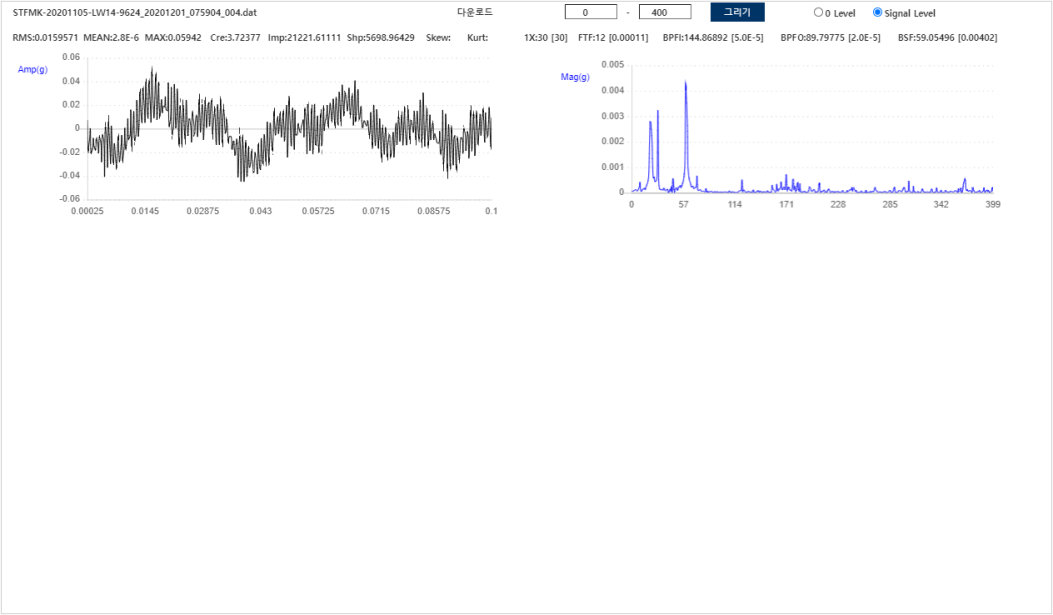 STFMK-20201105-LW14-9624_20201201_075904_004.dat 다운로드 0 - 400 그리기 0 Level Signal Level
RMS:0.0159571 MEAN:2.8E-6 MAX:0.05942 Cre:3.72377 Imp:21221.61111 Shp:5698.96429 Skew: Kurt: 1X:30 [30] FTF:12 [0.00011] BPFI:144.86892 [5.0E-5] BPFO:89.79775 [2.0E-5] BSF:59.05496 [0.00402]
Amp(g)
0.06
0.04
0.02
0
-0.02
-0.04
-0.06
0.00025 0.0145 0.02875 0.043 0.05725 0.0715 0.08575 0.1
Mag(g)
0.005
0.004
0.003
0.002
0.001
0
0 57 114 171 228 285 342 399